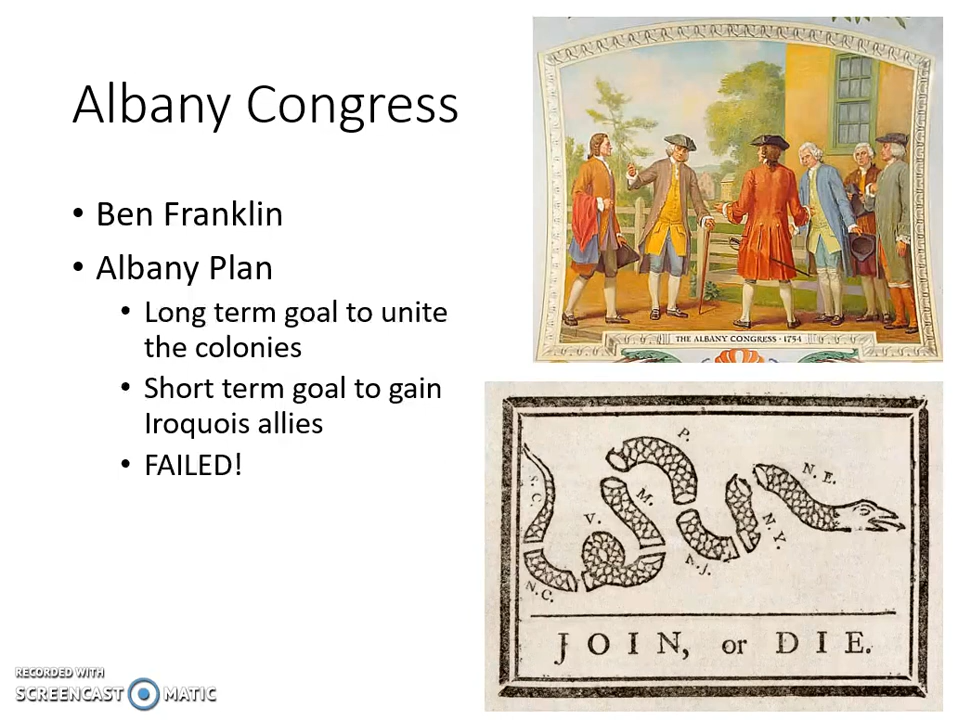 Albany Congress
• Ben Franklin
• Albany Plan
• Long term goal to unite
the colonies
• Short term goal to gain
Iroquois allies
• FAILED!
THE ALBANY CONGRESS · 1754
S. C.
N. C.
V.
M.
P.
N. J.
N. Y.
N. E.
JOIN, or DIE.
RECORDED WITH
SCREENCAST MATIC